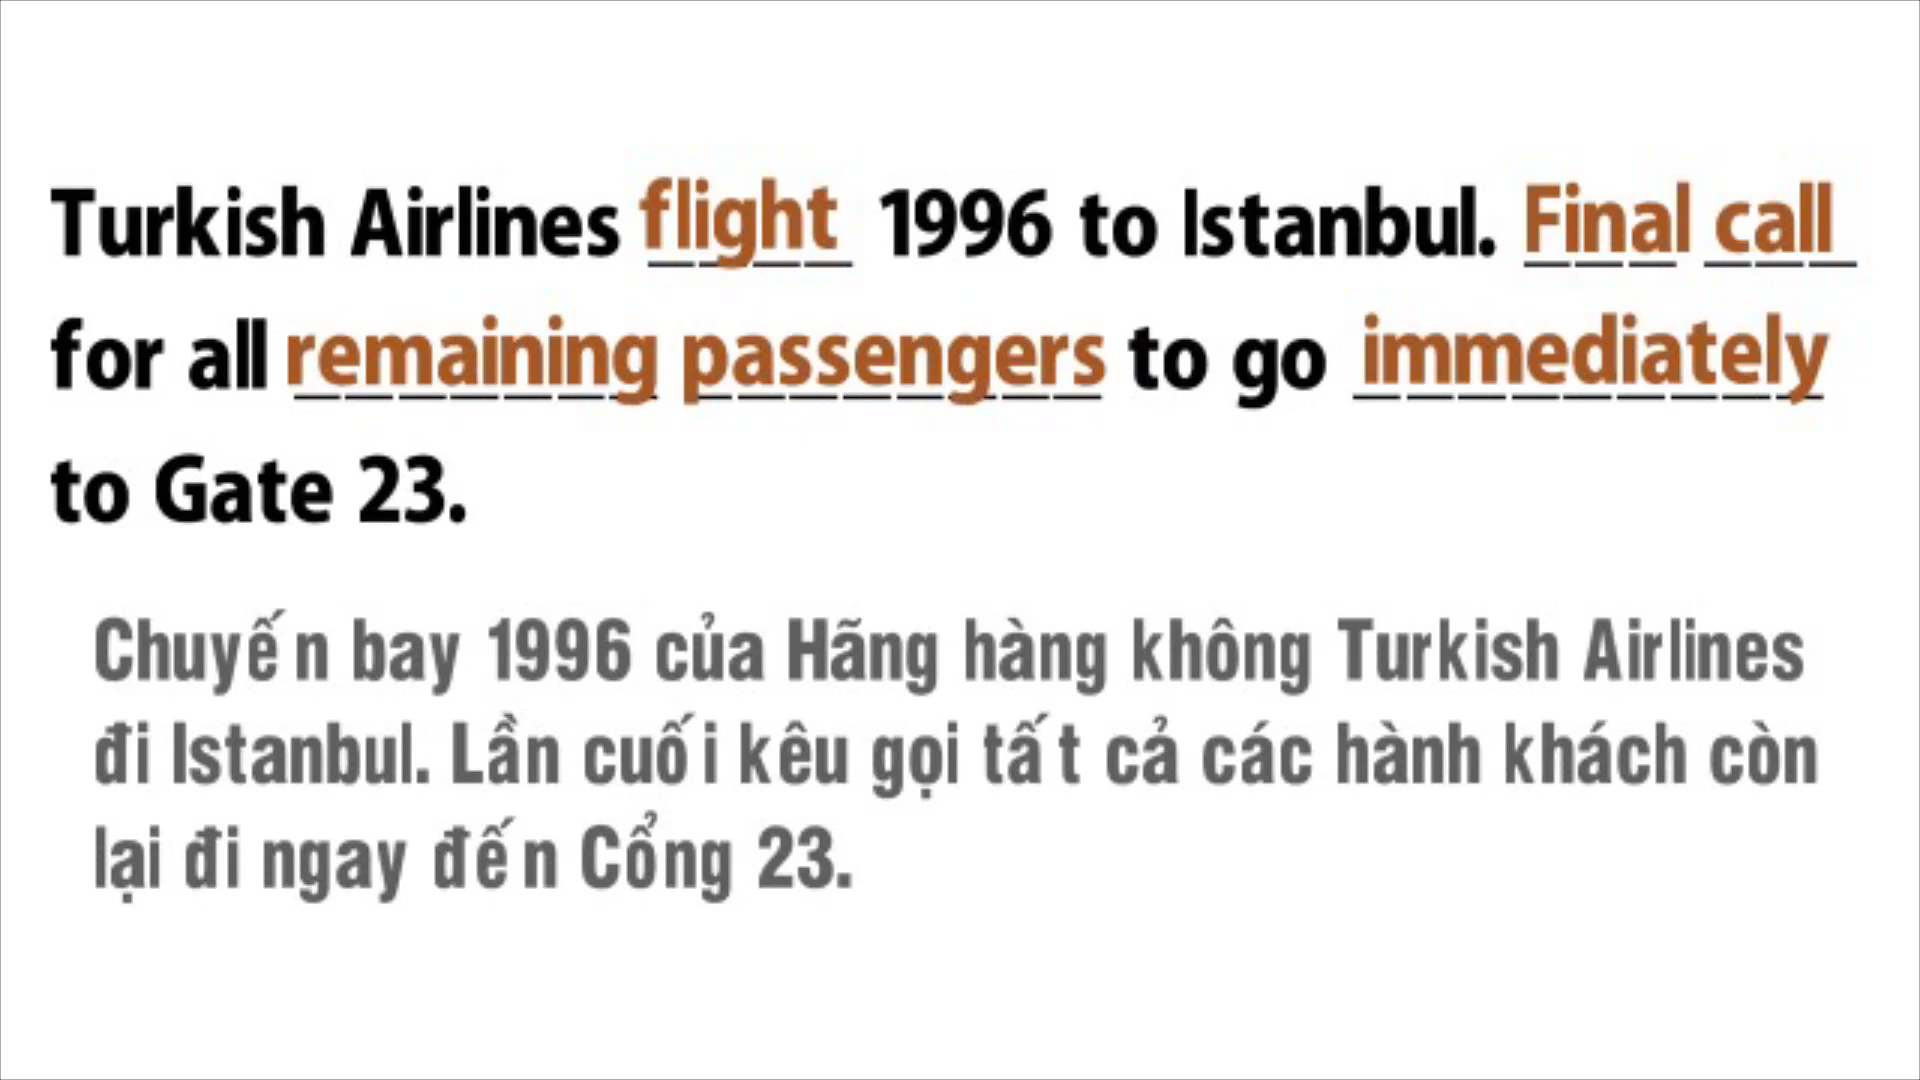 Turkish Airlines flight 1996 to Istanbul. Final call
for all remaining passengers to go immediately
to Gate 23.
Chuyến bay 1996 của Hãng hàng không Turkish Airlines
đi Istanbul. Lần cuối kêu gọi tất cả các hành khách còn
lại đi ngay đến Cổng 23.